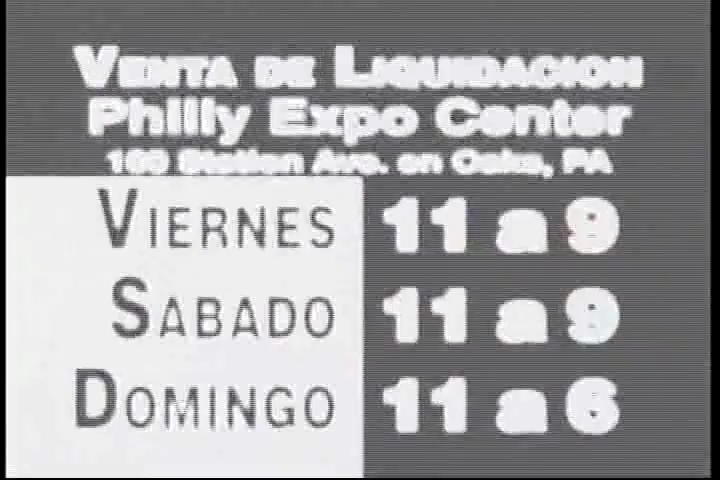 VENTA DE LIQUIDACION
Philly Expo Center
100 Station Ave. en Oaks, PA
VIERNES 11 a 9
SABADO 11 a 9
DOMINGO 11 a 6